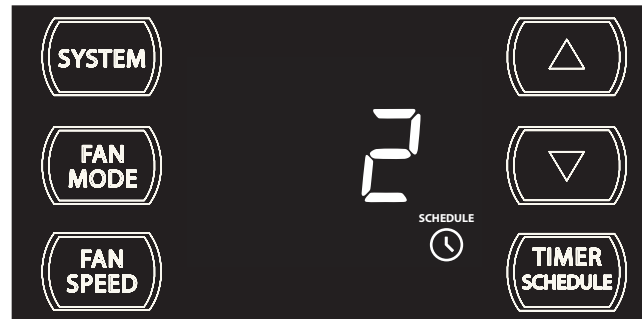 SYSTEM
FAN
MODE
FAN
SPEED
2
SCHEDULE
TIMER
SCHEDULE